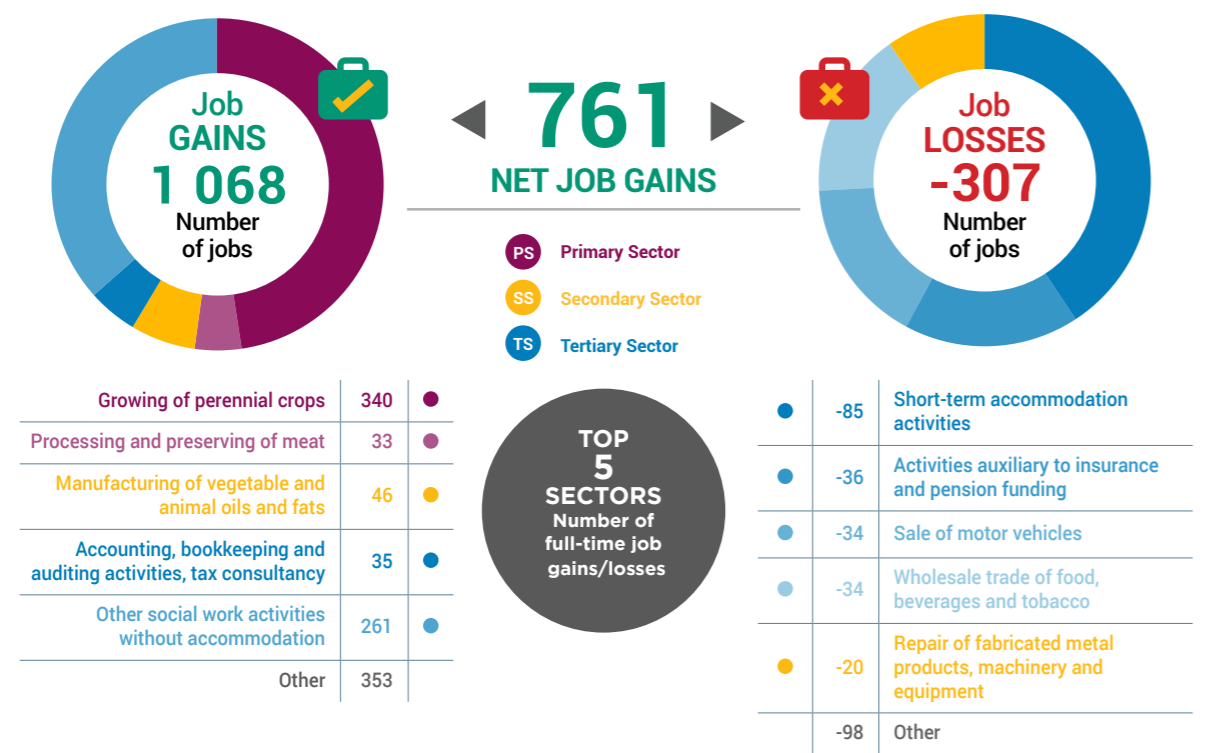 Job
GAINS
1 068
Number
of jobs
761
NET JOB GAINS
Job
LOSSES
-307
Number
of jobs
PS Primary Sector
SS Secondary Sector
TS Tertiary Sector
Growing of perennial crops 340
Processing and preserving of meat 33
Manufacturing of vegetable and
animal oils and fats
46
Accounting, bookkeeping and
auditing activities, tax consultancy
35
Other social work activities
without accommodation
261
Other 353
TOP
5
SECTORS
Number of
full-time job
gains/losses
-85
Short-term accommodation
activities
-36
Activities auxiliary to insurance
and pension funding
-34 Sale of motor vehicles
-34
Wholesale trade of food,
beverages and tobacco
-20
Repair of fabricated metal
products, machinery and
equipment
-98 Other